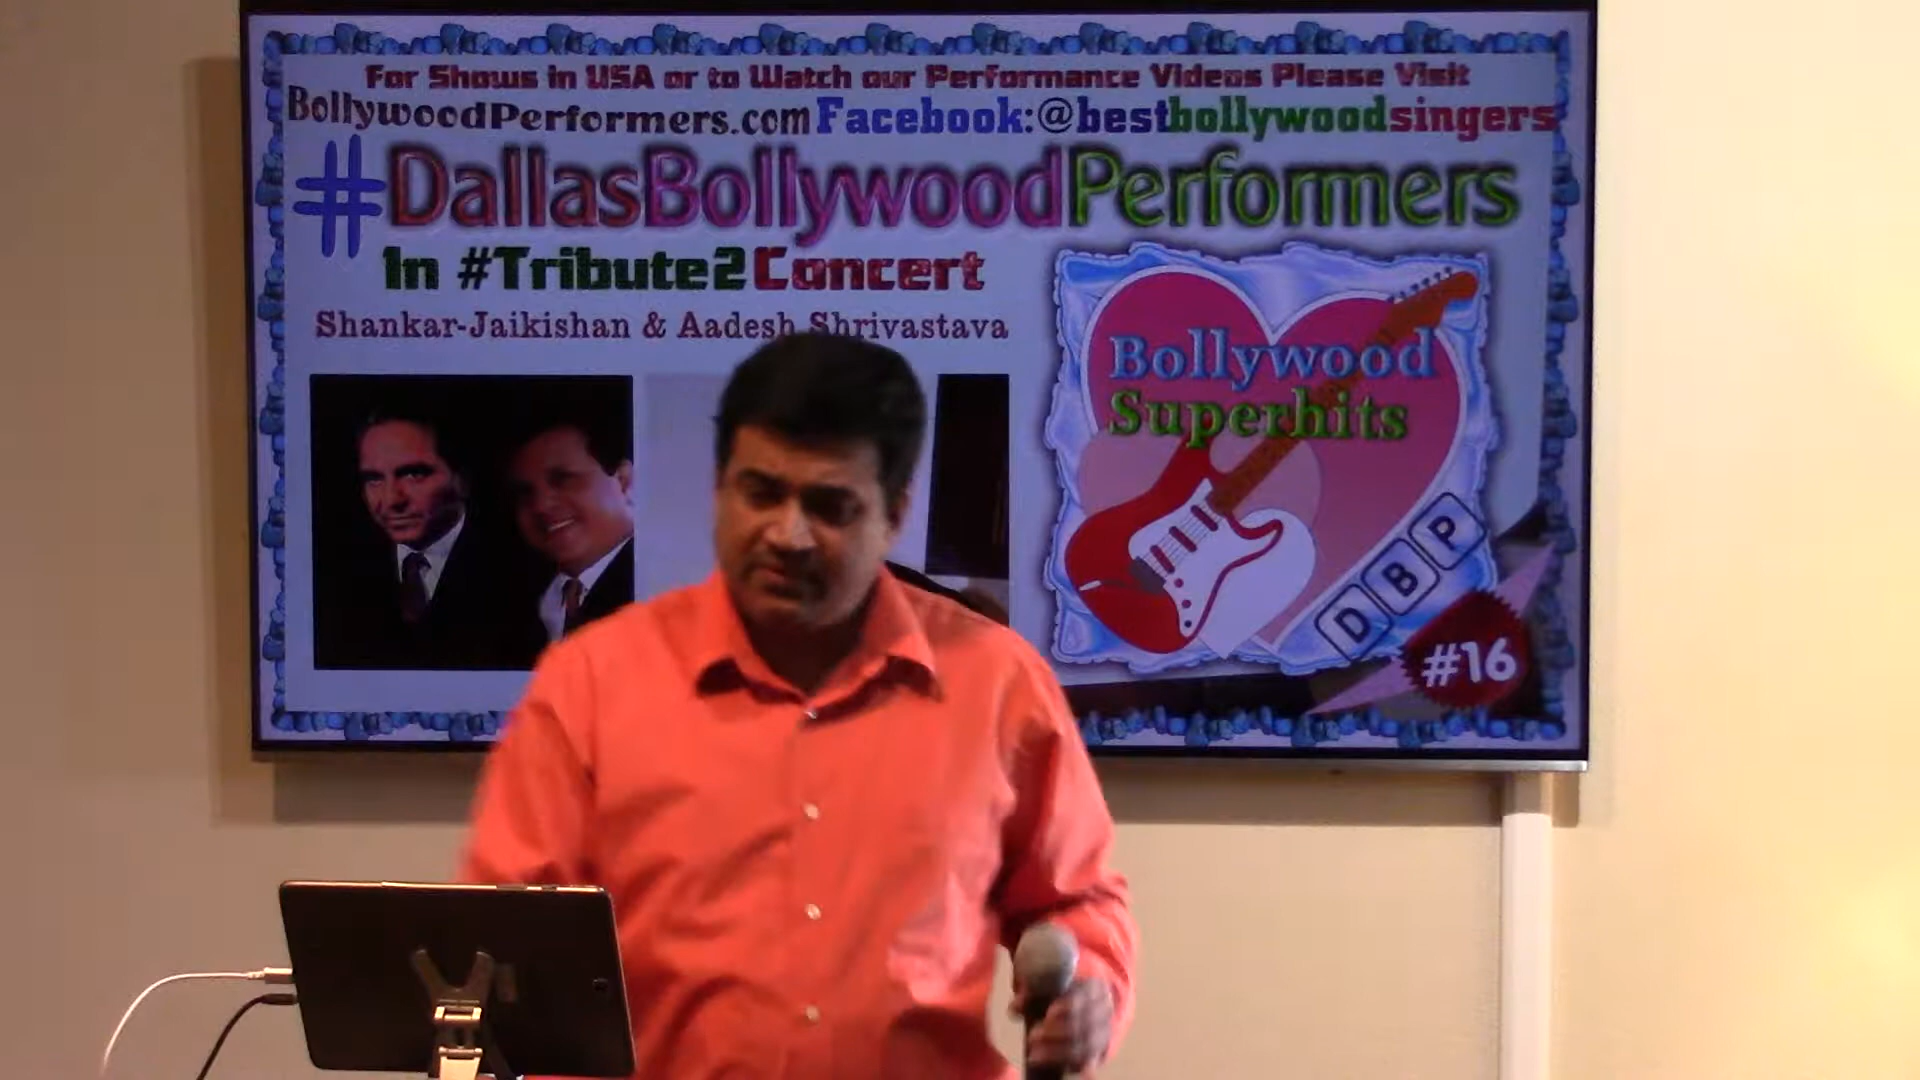 For Shows in USA or to Watch our Performance Videos Please Visit
BollywoodPerformers.com Facebook:@bestbollywoodsingers
#DallasBollywoodPerformers
In #Tribute2Concert
Shankar-Jaikishan & Aadesh Shrivastava
Bollywood
Superhits
DBP
#16